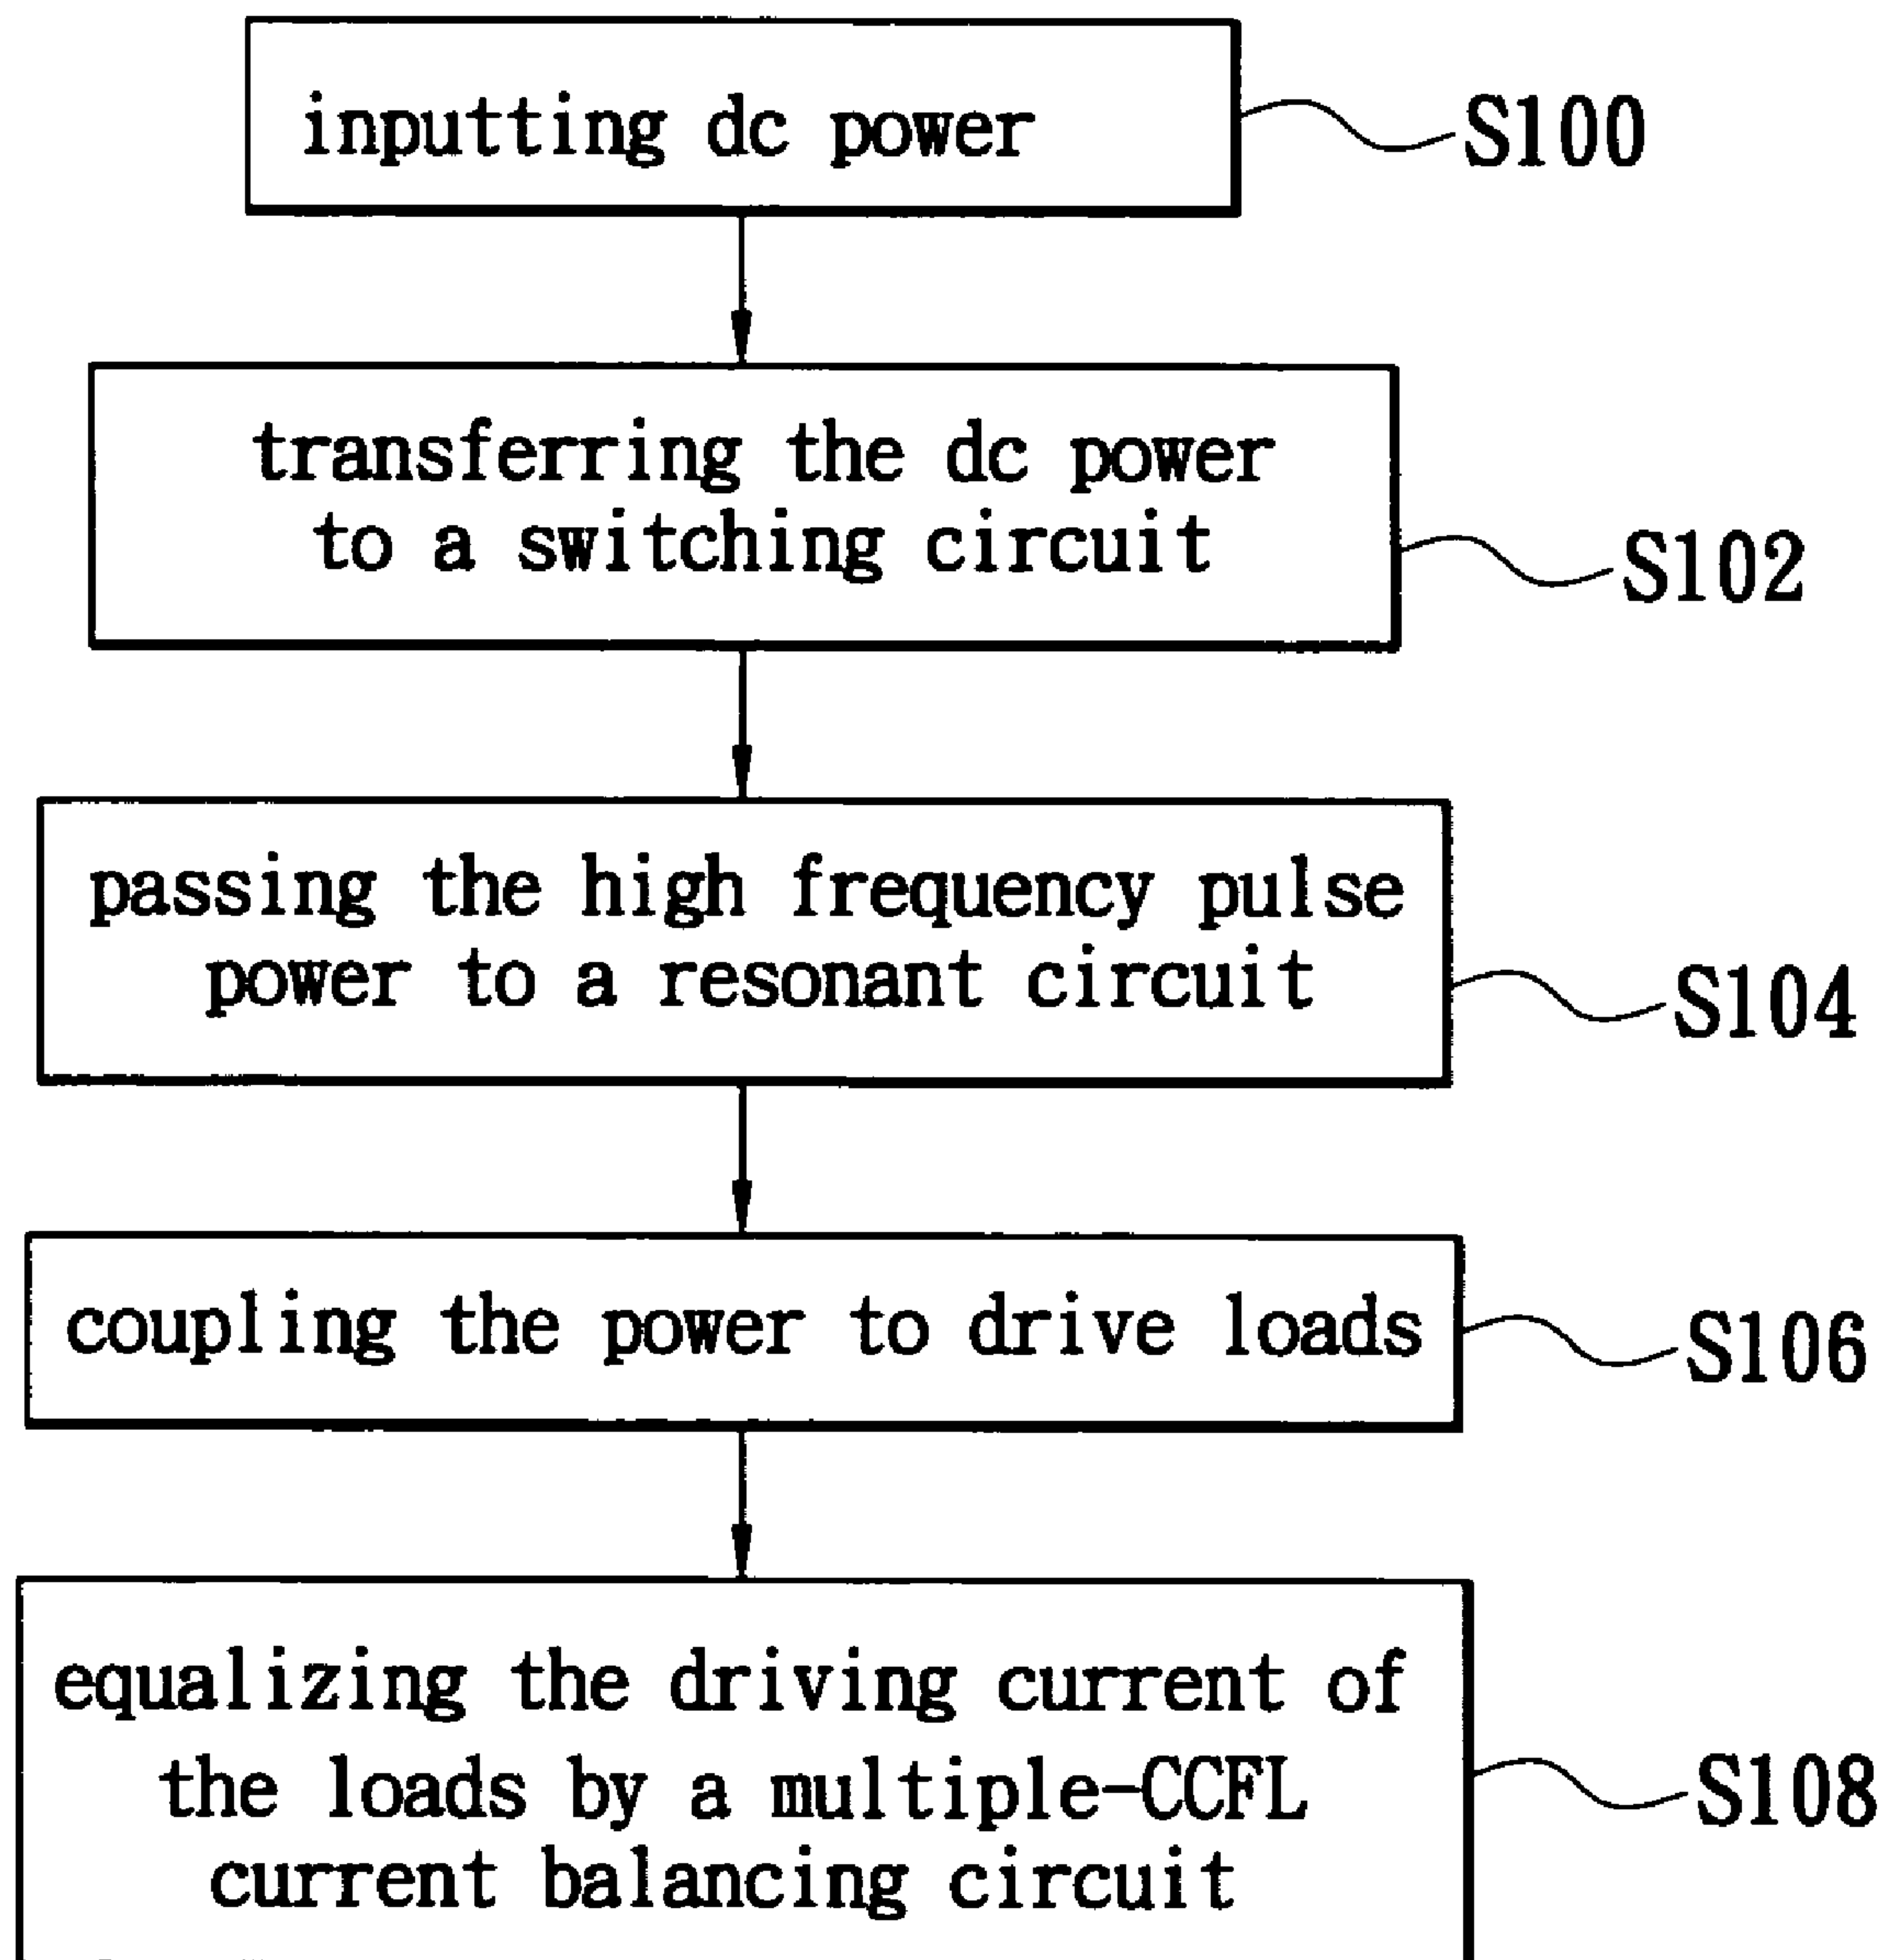 inputting dc power
S100
transferring the dc power
to a switching circuit
S102
passing the high frequency pulse
power to a resonant circuit
S104
coupling the power to drive loads
S106
equalizing the driving current of
the loads by a multiple-CCFL
current balancing circuit
S108